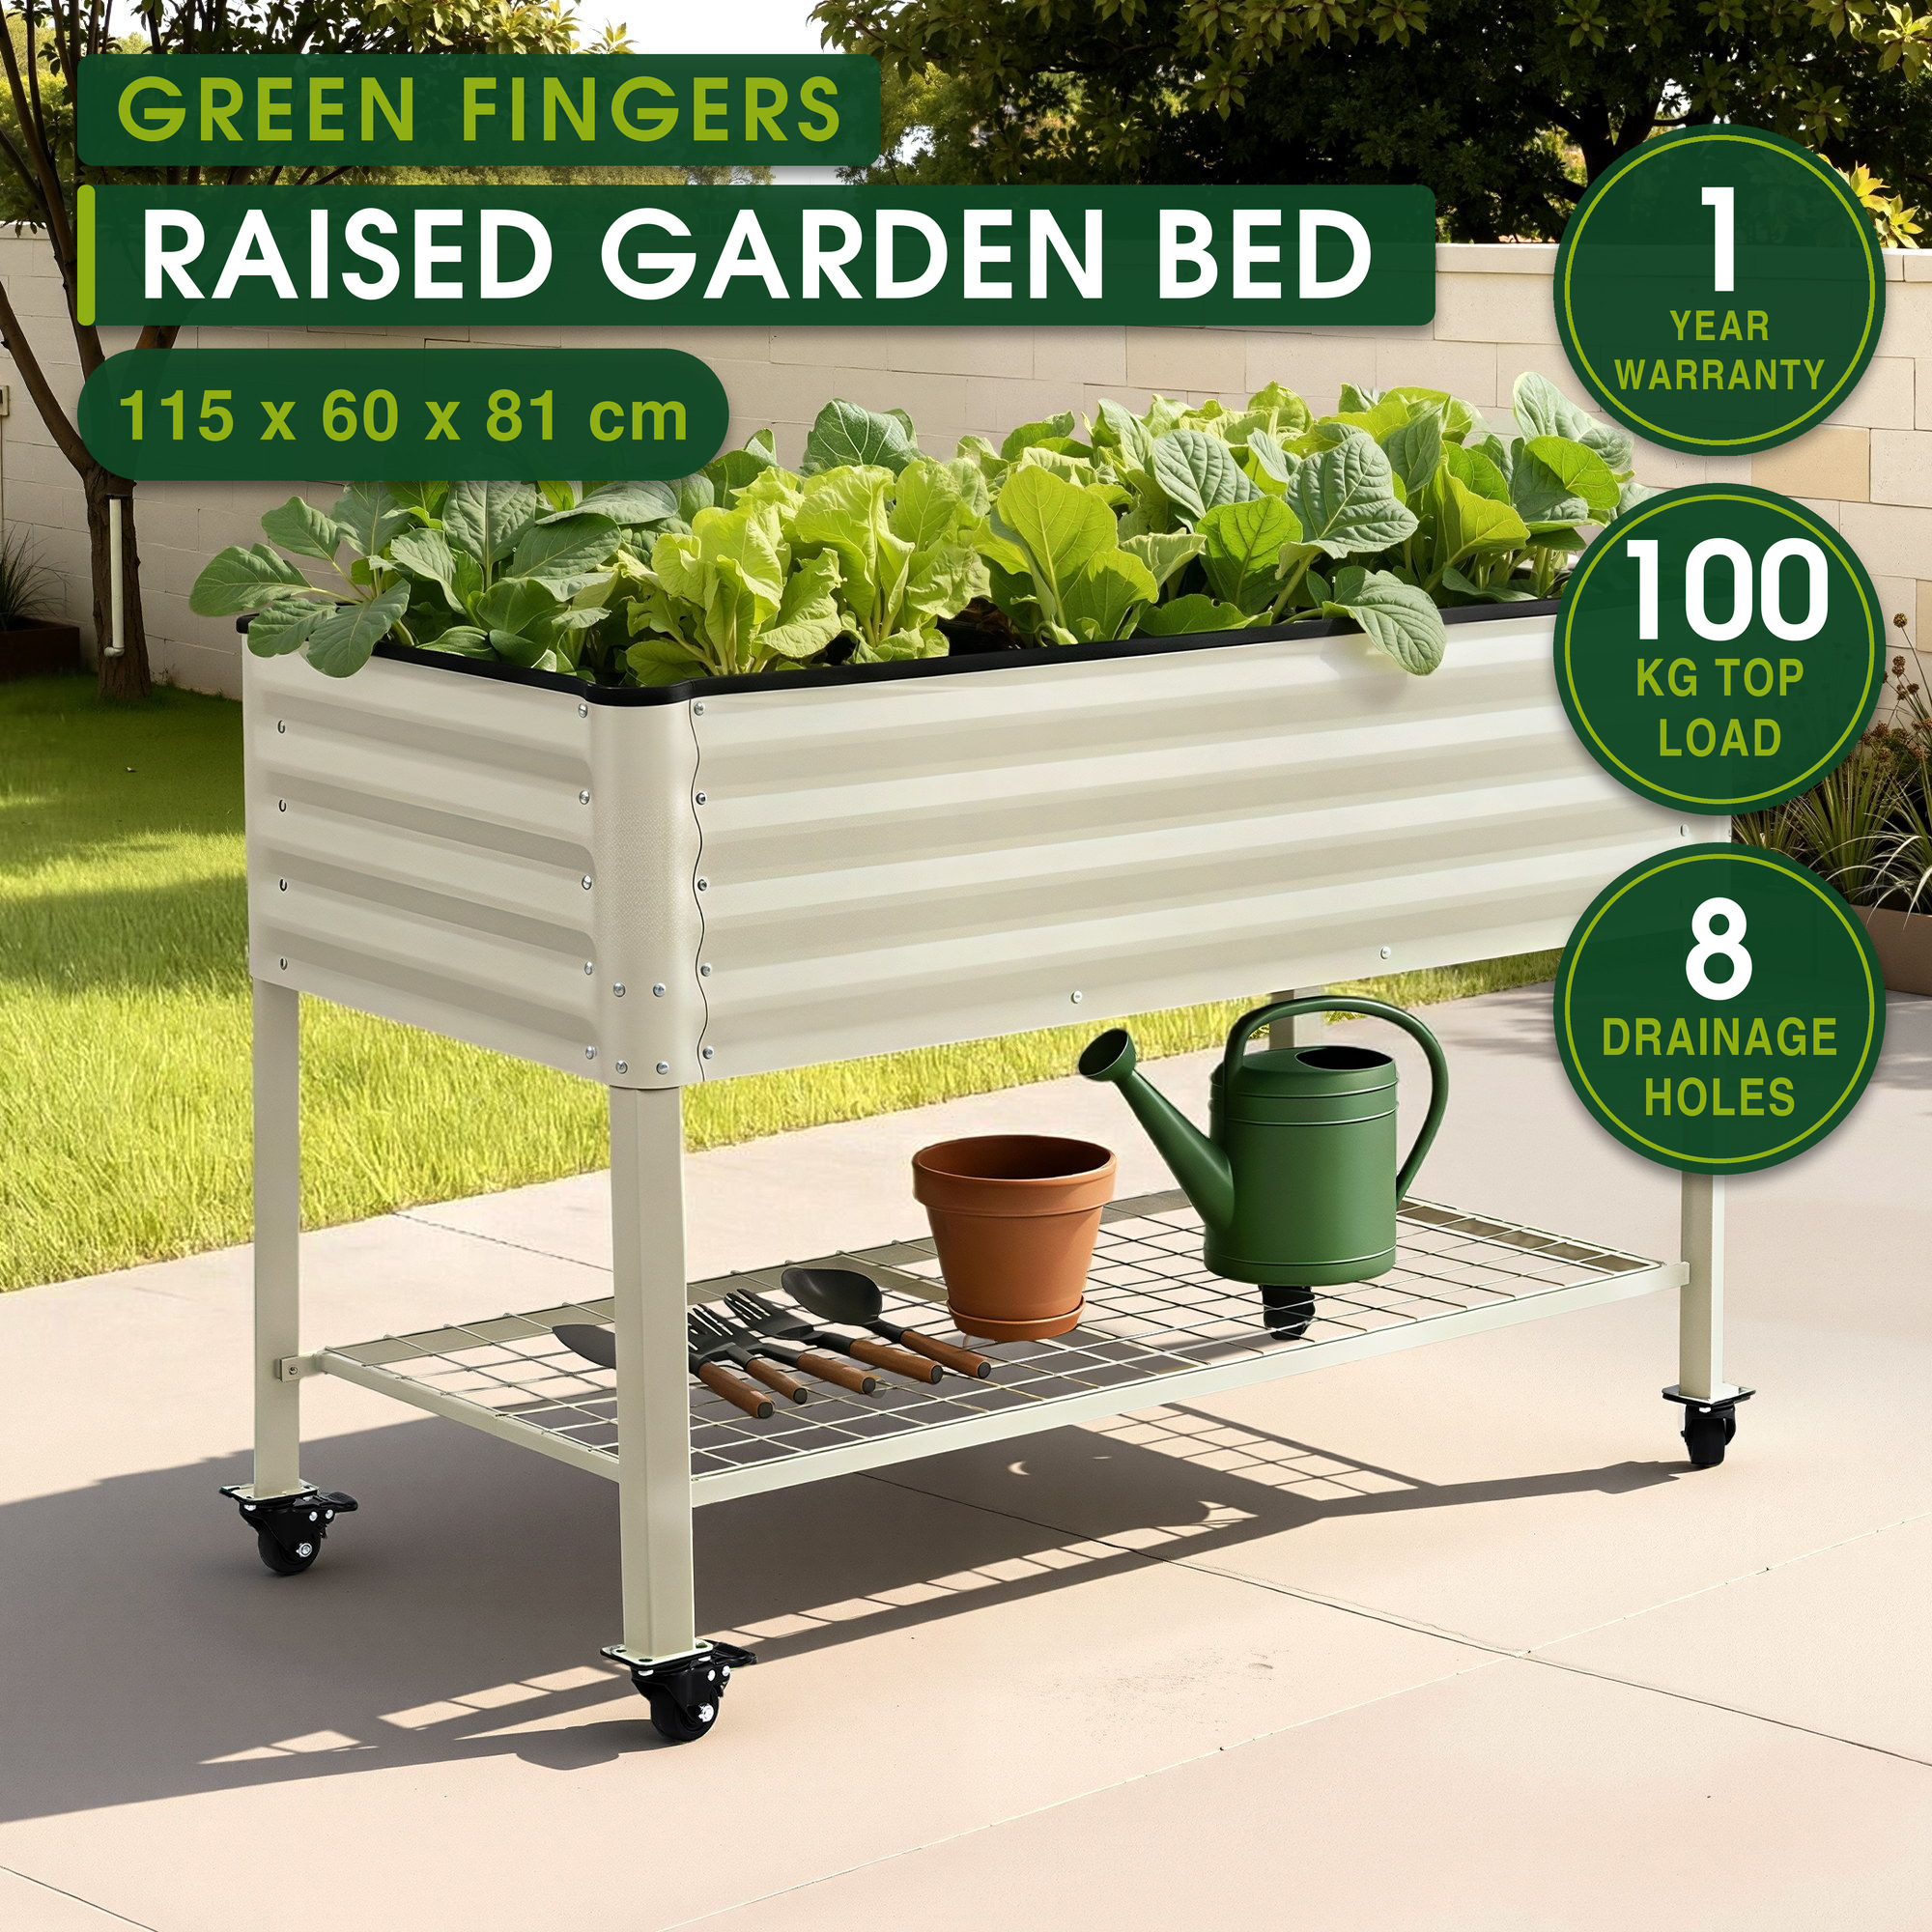 GREEN FINGERS
RAISED GARDEN BED
115 x 60 x 81 cm
1
YEAR
WARRANTY
100
KG TOP
LOAD
8
DRAINAGE
HOLES